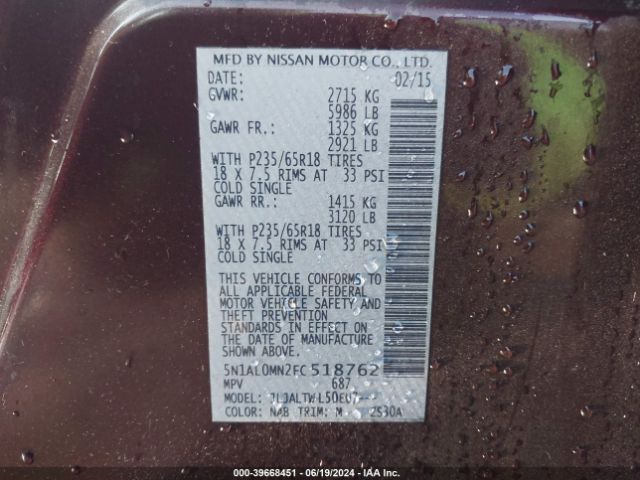 MFD BY NISSAN MOTOR CO., LTD.
DATE: 02/15
GVWR: 2715 KG
5986 LB
GAWR FR.: 1325 KG
2921 LB
WITH P235/65R18 TIRES
18 X 7.5 RIMS AT 33 PSI
COLD SINGLE
GAWR RR.: 1415 KG
3120 LB
WITH P235/65R18 TIRES
18 X 7.5 RIMS AT 33 PSI
COLD SINGLE
THIS VEHICLE CONFORMS TO
ALL APPLICABLE FEDERAL
MOTOR VEHICLE SAFETY AND
THEFT PREVENTION
STANDARDS IN EFFECT ON
THE DATE OF MANUFACTURE
SHOWN ABOVE.
5N1AL0MN2FC518762
MPV 687
MODEL:
COLOR: NAB TRIM:
000-39668451 - 06/19/2024 - IAA Inc.